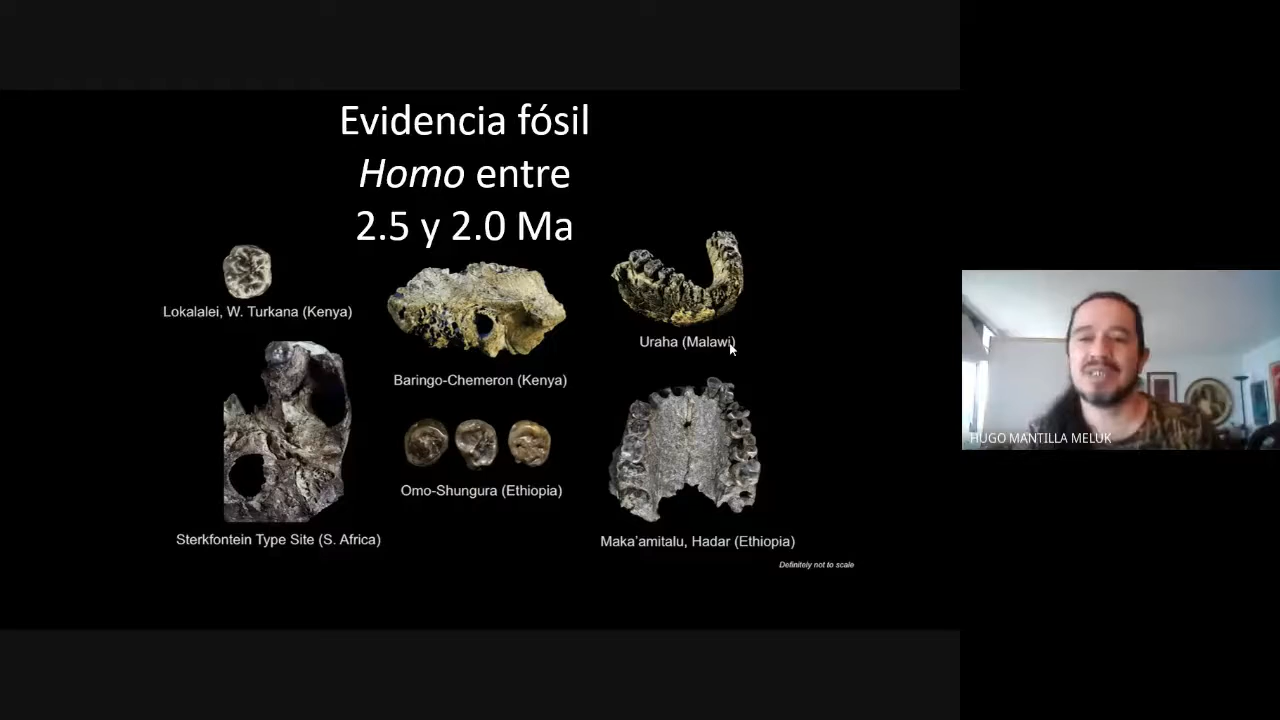 Evidencia fósil
Homo entre
2.5 y 2.0 Ma
Lokalalei, W. Turkana (Kenya)
Baringo-Chemeron (Kenya)
Uraha (Malawi)
Sterkfontein Type Site (S. Africa)
Omo-Shungura (Ethiopia)
Maka'amitalu, Hadar (Ethiopia)
Definitely not to scale
HUGO MANTILLA MELUK